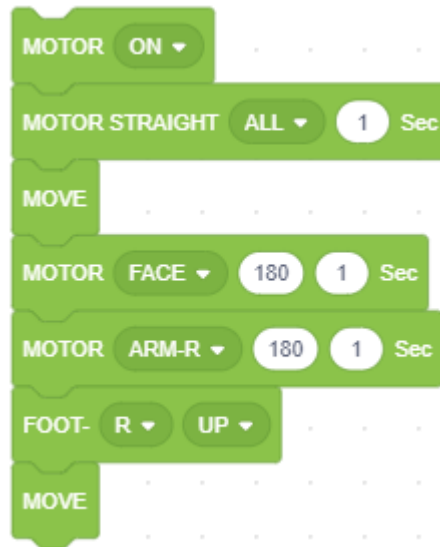 MOTOR ON
MOTOR STRAIGHT ALL 1 Sec
MOVE
MOTOR FACE 180 1 Sec
MOTOR ARM-R 180 1 Sec
FOOT- R UP
MOVE